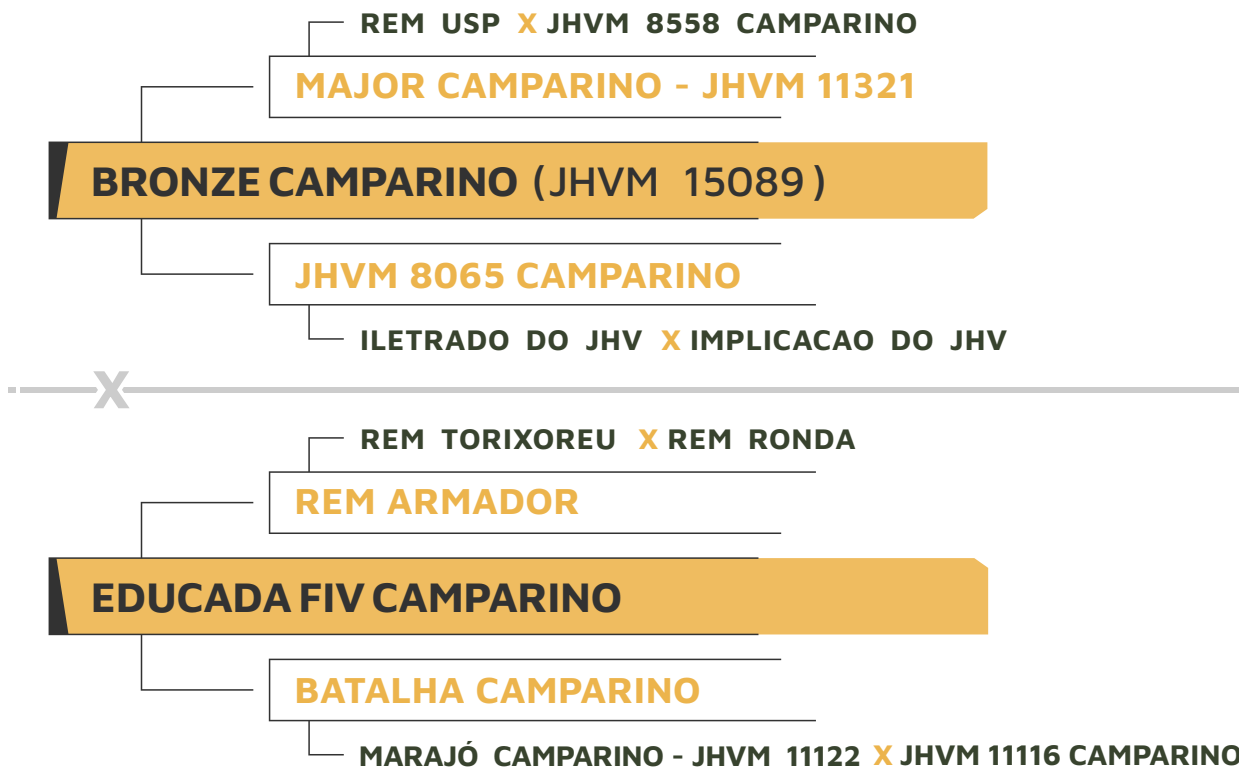 REM USP X JHVM 8558 CAMPARINO
MAJOR CAMPARINO - JHVM 11321
BRONZE CAMPARINO (JHVM 15089)
JHVM 8065 CAMPARINO
ILETRADO DO JHV X IMPLICACAO DO JHV
X
REM TORIXOREU X REM RONDA
REM ARMADOR
EDUCADA FIV CAMPARINO
BATALHA CAMPARINO
MARAJÓ CAMPARINO - JHVM 11122 X JHVM 11116 CAMPARINO